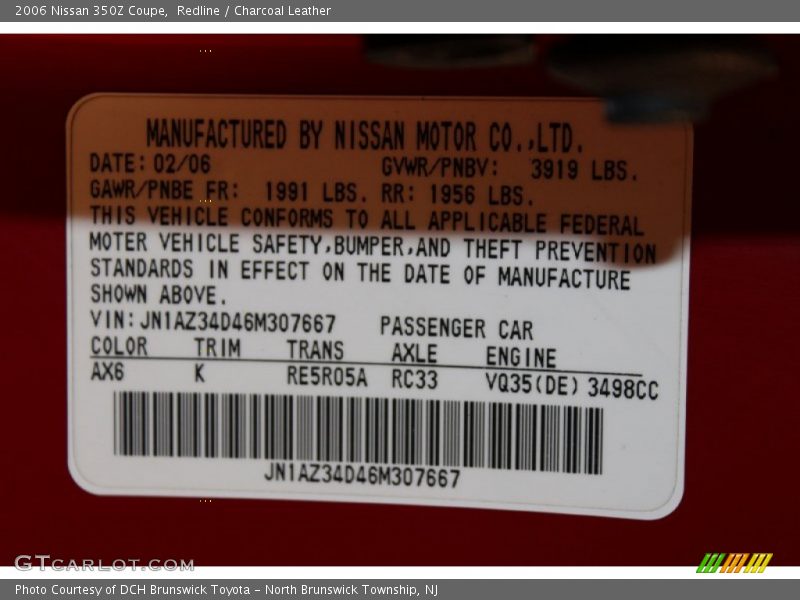 2006 Nissan 350Z Coupe,  Redline / Charcoal Leather
MANUFACTURED BY NISSAN MOTOR CO.,LTD.
DATE: 02/06 GVWR/PNBV: 3919 LBS.
GAWR/PNBE FR: 1991 LBS. RR: 1956 LBS.
THIS VEHICLE CONFORMS TO ALL APPLICABLE FEDERAL
MOTER VEHICLE SAFETY,BUMPER,AND THEFT PREVENTION
STANDARDS IN EFFECT ON THE DATE OF MANUFACTURE
SHOWN ABOVE.
VIN: JN1AZ34D46M307667 PASSENGER CAR
COLOR TRIM TRANS AXLE ENGINE
AX6 K RE5R05A RC33 VQ35(DE) 3498CC
JN1AZ34D46M307667
GTCARLOT.COM
Photo Courtesy of DCH Brunswick Toyota - North Brunswick Township, NJ